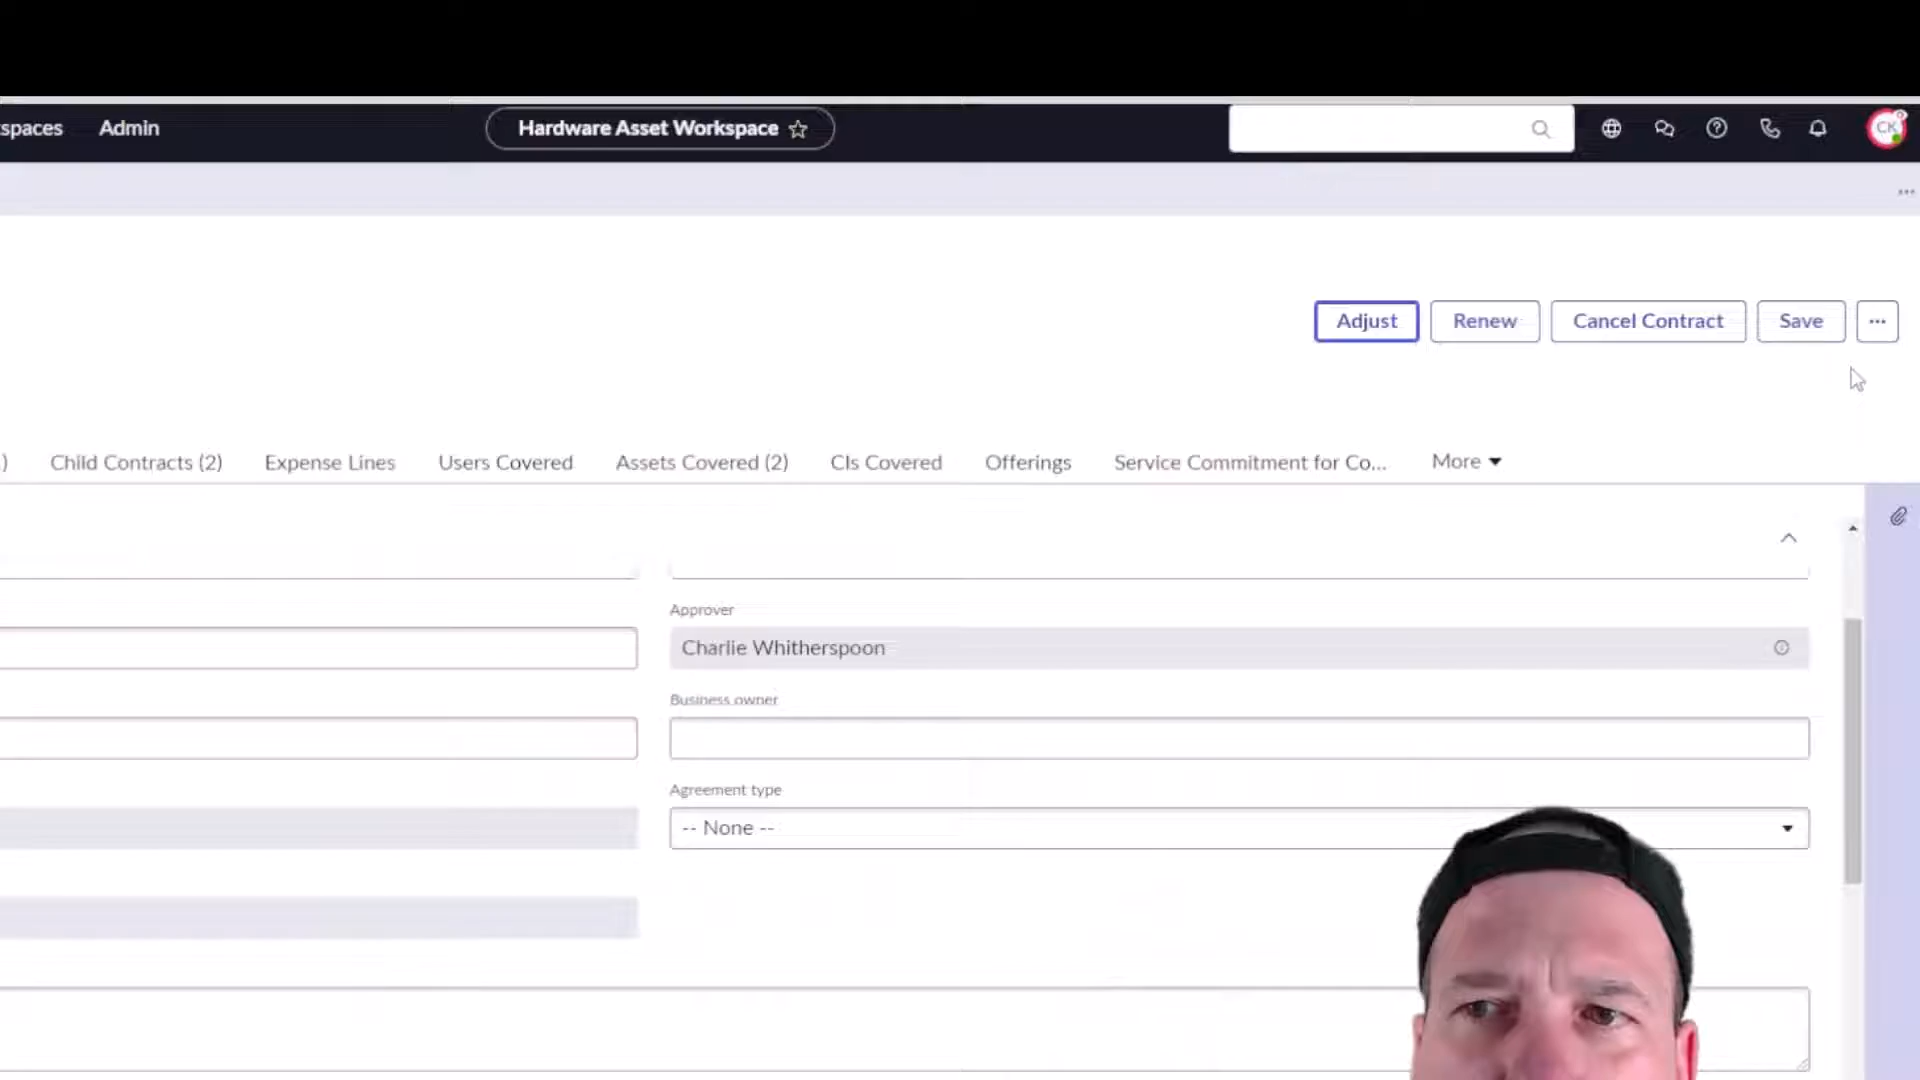 spaces Admin Hardware Asset Workspace CK
Adjust Renew Cancel Contract Save
) Child Contracts (2) Expense Lines Users Covered Assets Covered (2) CIs Covered Offerings Service Commitment for Co... More
Approver
Charlie Whitherspoon
Business owner
Agreement type
-- None --